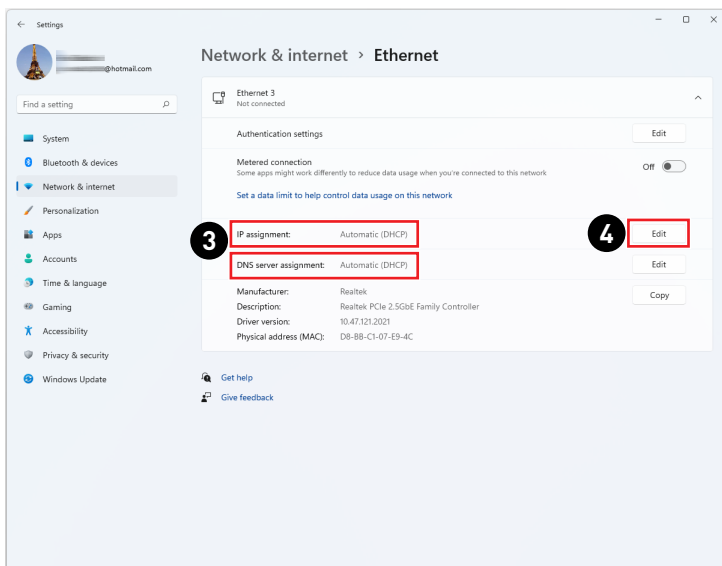 Settings
@hotmail.com
Find a setting
System
Bluetooth & devices
Network & internet
Personalization
Apps
Accounts
Time & language
Gaming
Accessibility
Privacy & security
Windows Update
Network & internet > Ethernet
Ethernet 3
Not connected
Authentication settings Edit
Metered connection
Some apps might work differently to reduce data usage when you're connected to this network
Off
Set a data limit to help control data usage on this network
3 IP assignment: Automatic (DHCP) 4 Edit
DNS server assignment: Automatic (DHCP) Edit
Manufacturer: Realtek Copy
Description: Realtek PCIe 2.5GbE Family Controller
Driver version: 10.47.121.2021
Physical address (MAC): D8-BB-C1-07-E9-4C
Get help
Give feedback